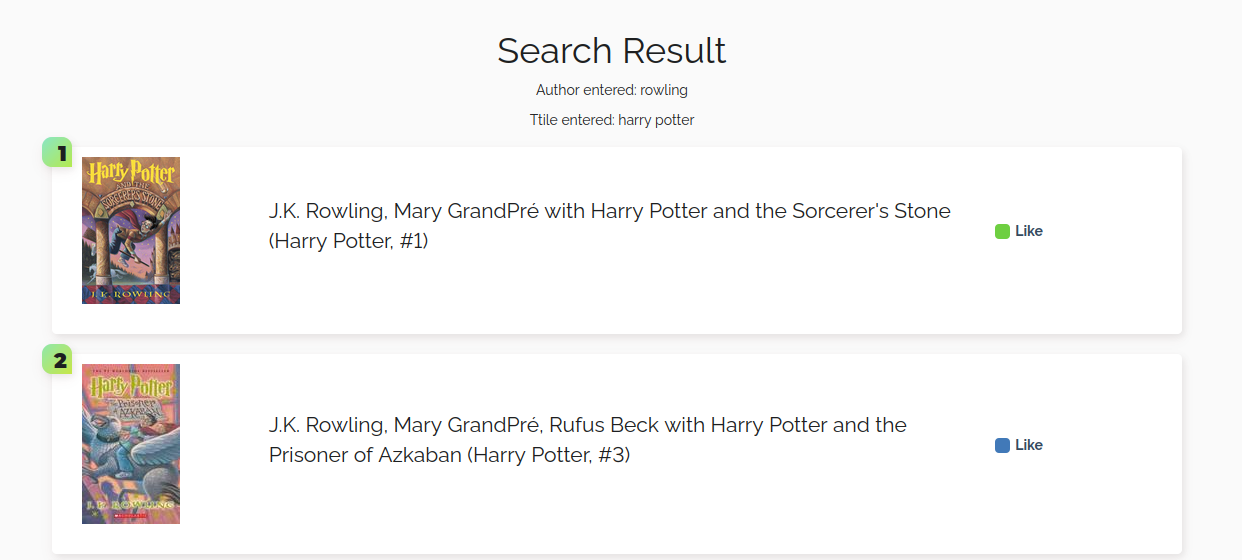 Search Result
Author entered: rowling
Ttile entered: harry potter
1
Harry Potter
AND THE
SORCERER'S STONE
J. K. ROWLING
J.K. Rowling, Mary GrandPré with Harry Potter and the Sorcerer's Stone
(Harry Potter, #1)
Like
2
Harry Potter
Prisoner
of AZKABAN
J. K. ROWLING
J.K. Rowling, Mary GrandPré, Rufus Beck with Harry Potter and the
Prisoner of Azkaban (Harry Potter, #3)
Like